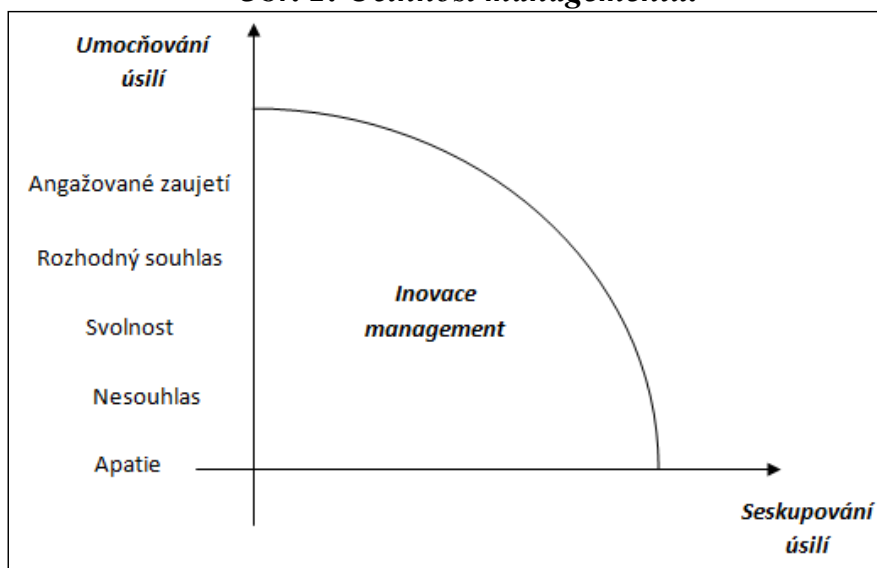 Umocňování
úsilí
Angažované zaujetí
Rozhodný souhlas
Inovace
management
Svolnost
Nesouhlas
Apatie
Seskupování
úsilí